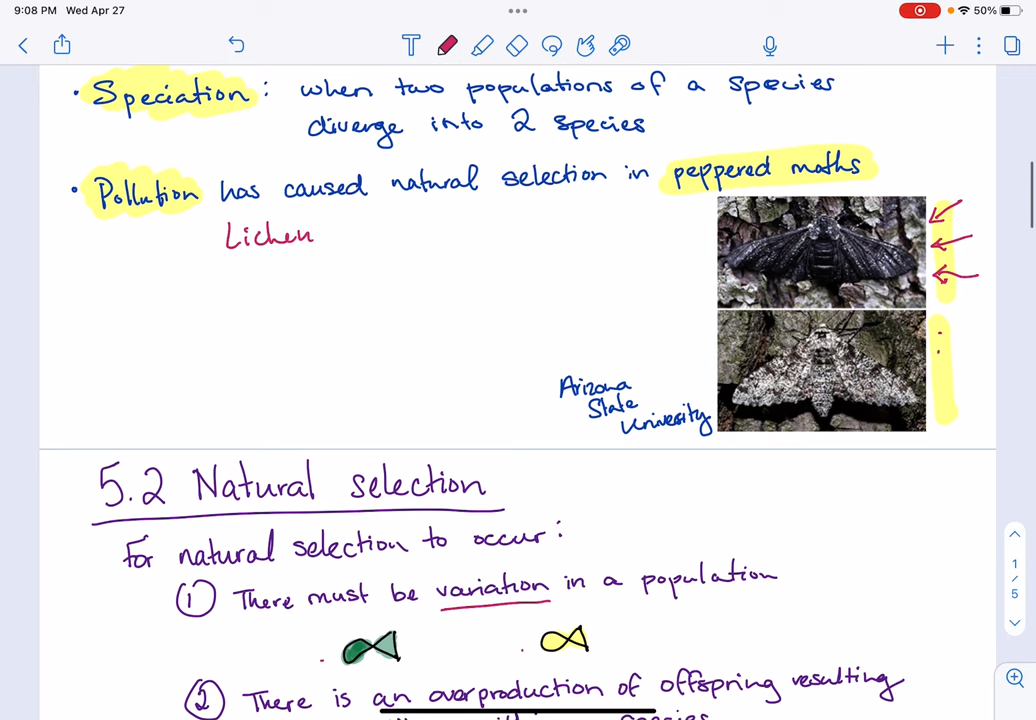 9:08 PM Wed Apr 27
50%
T
• Speciation : when two populations of a species
diverge into 2 species
• Pollution has caused natural selection in peppered moths
Lichen
Arizona
State
University
5.2 Natural selection
For natural selection to occur :
① There must be variation in a population
② There is an overproduction of offspring resulting
species
1
/
5